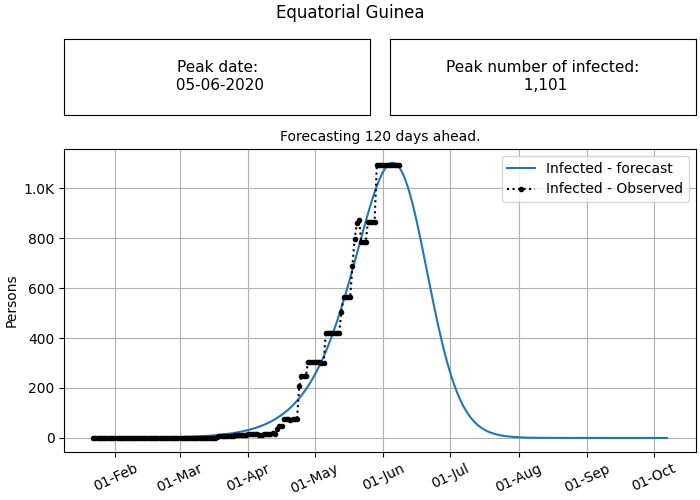 Equatorial Guinea
Peak date:
05-06-2020
Peak number of infected:
1,101
Forecasting 120 days ahead.
Infected - forecast
Infected - Observed
Persons
1.0K
800
600
400
200
0
01-Feb
01-Mar
01-Apr
01-May
01-Jun
01-Jul
01-Aug
01-Sep
01-Oct